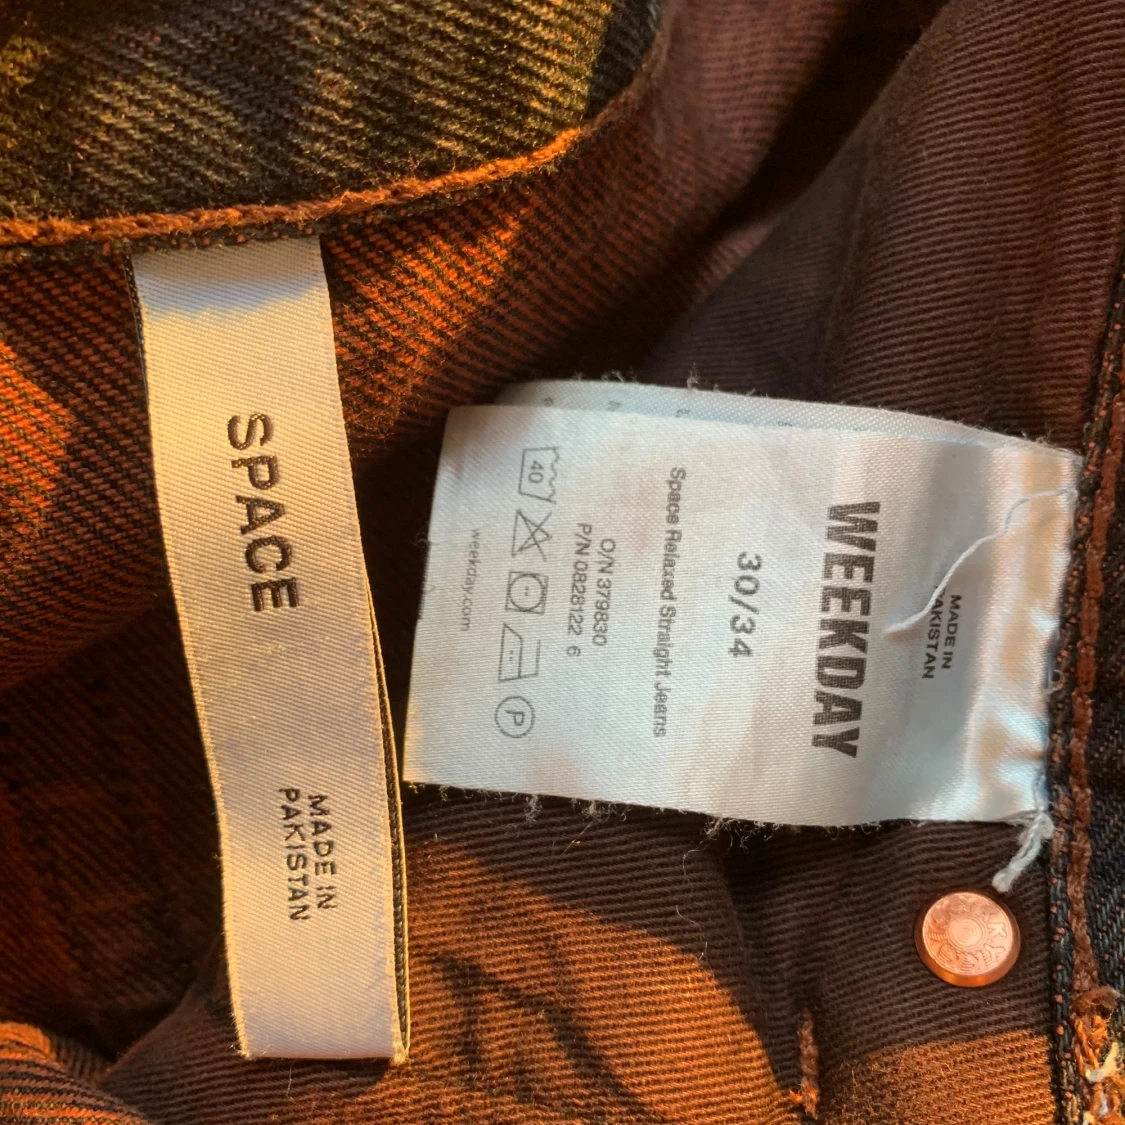 SPACE
MADE IN
PAKISTAN
MADE IN
PAKISTAN
WEEKDAY
30/34
Space Relaxed Straight Jeans
O/N 379830
P/N 0828122 6
40
P
weekday.com